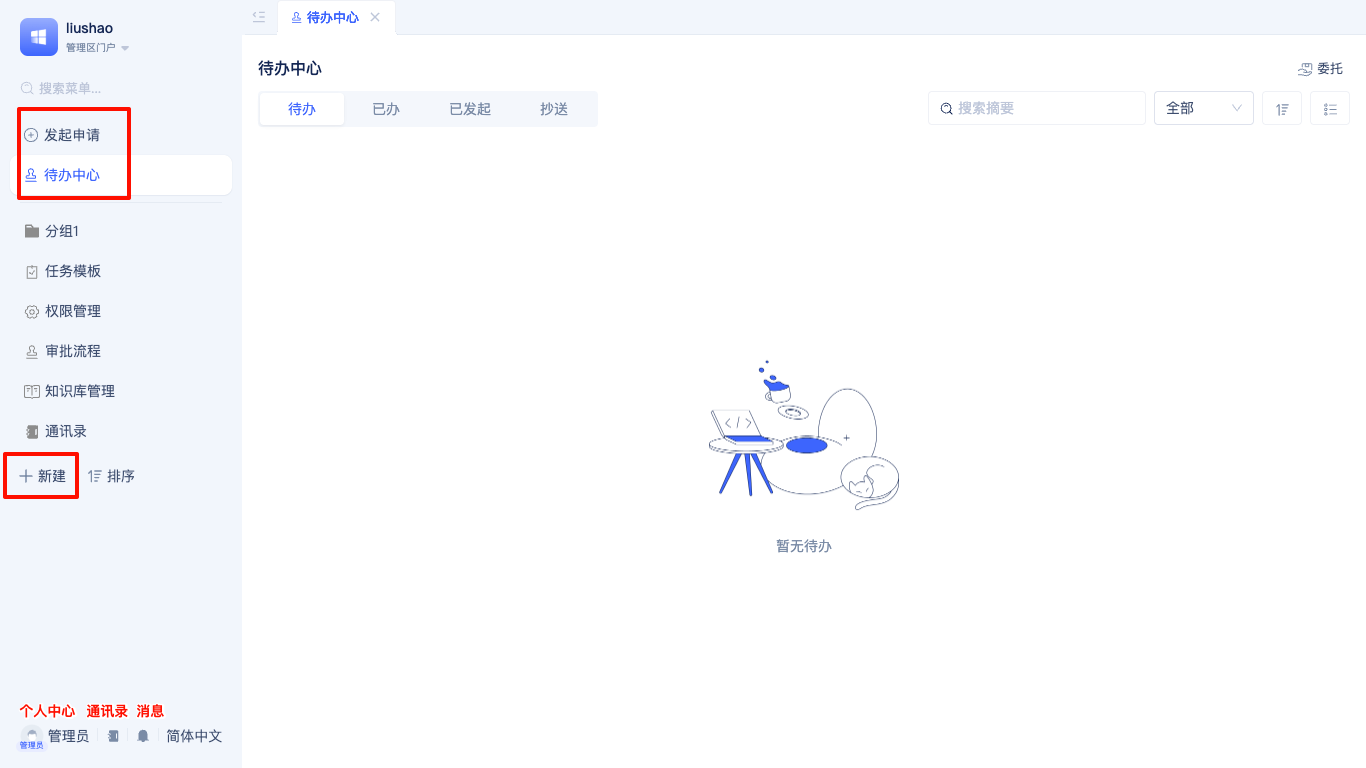 liushao
管理区门户
搜索菜单...
发起申请
待办中心
分组1
任务模板
权限管理
审批流程
知识库管理
通讯录
新建 排序
个人中心 通讯录 消息
管理员 简体中文
管理员
待办中心
待办中心
委托
待办 已办 已发起 抄送
搜索摘要 全部
</>
暂无待办